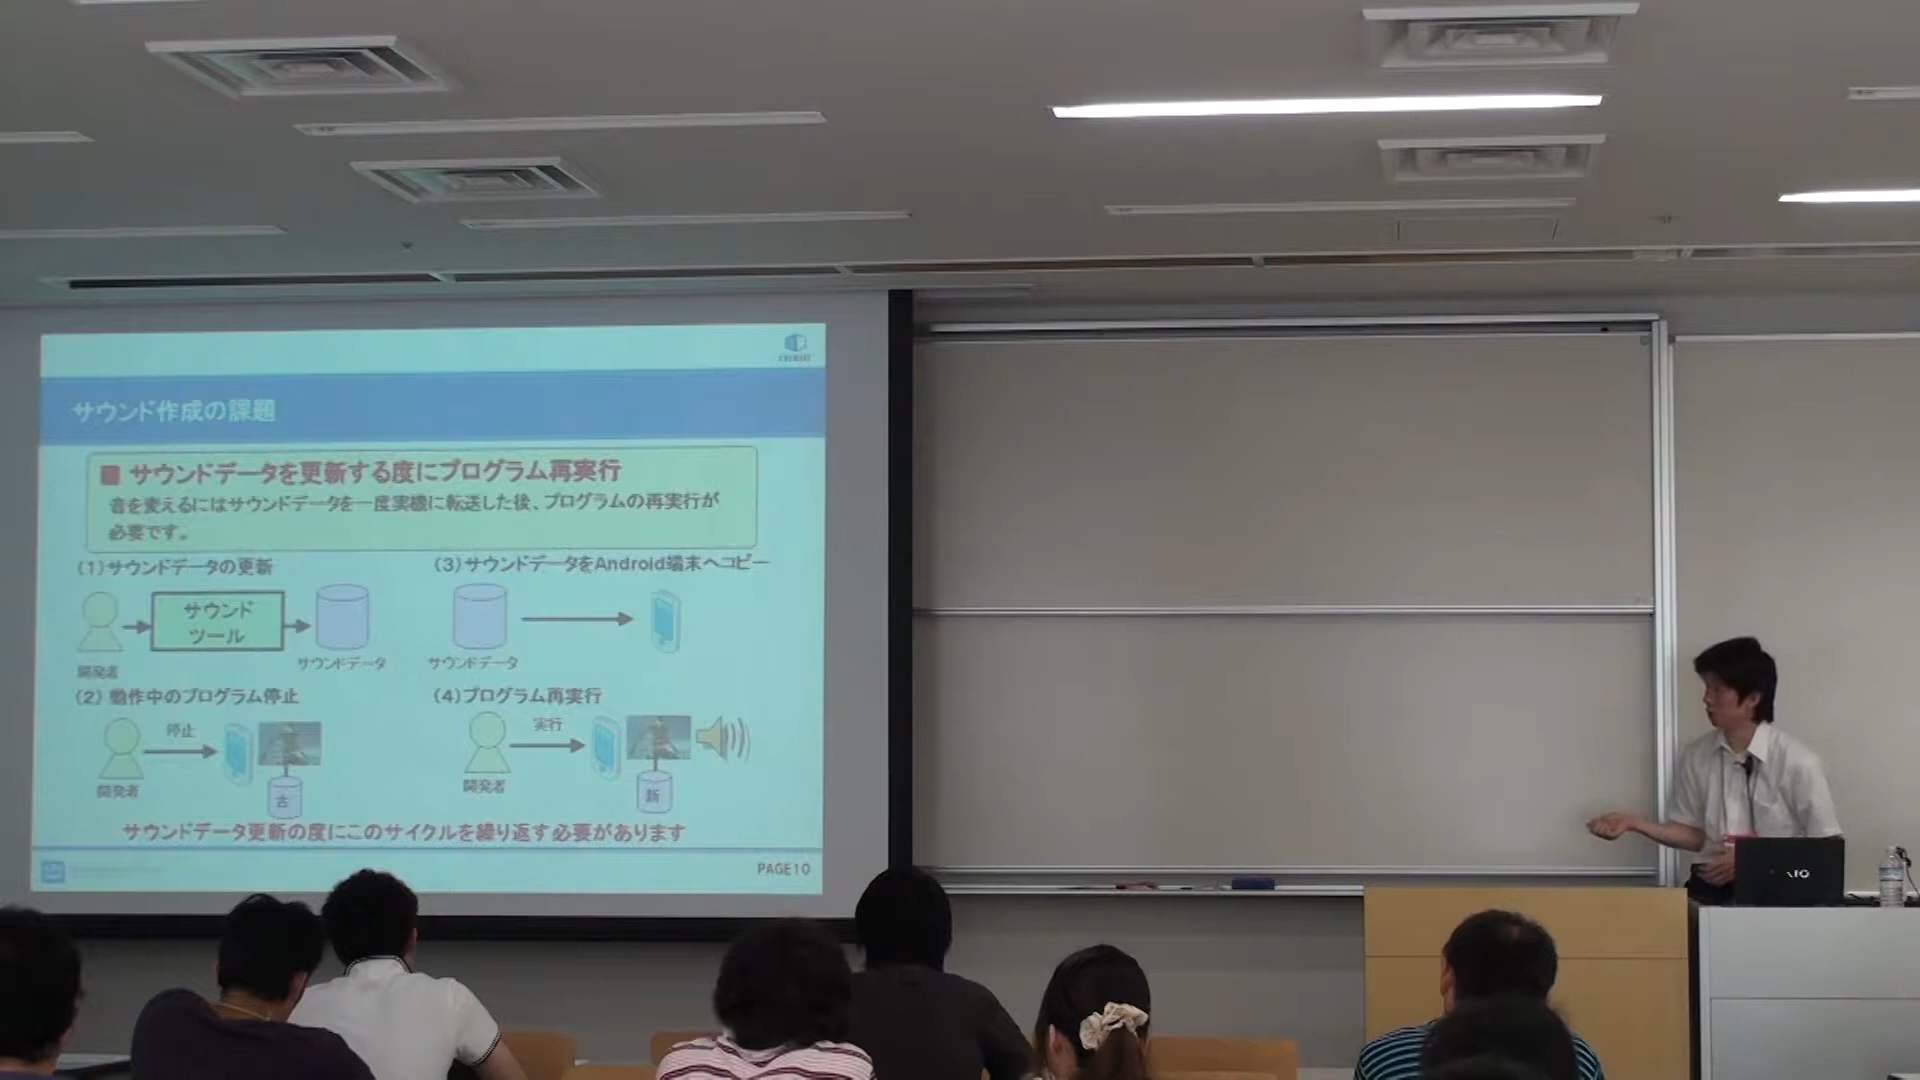 サウンド作成の課題
■ サウンドデータを更新する度にプログラム再実行
音を変えるにはサウンドデータを一度実機に転送した後、プログラムの再実行が
必要です。
(1)サウンドデータの更新
サウンド
ツール
開発者
サウンドデータ
(2) 動作中のプログラム停止
停止
開発者
古
(3)サウンドデータをAndroid端末へコピー
サウンドデータ
(4)プログラム再実行
実行
開発者
新
サウンドデータ更新の度にこのサイクルを繰り返す必要があります
PAGE10
VAIO